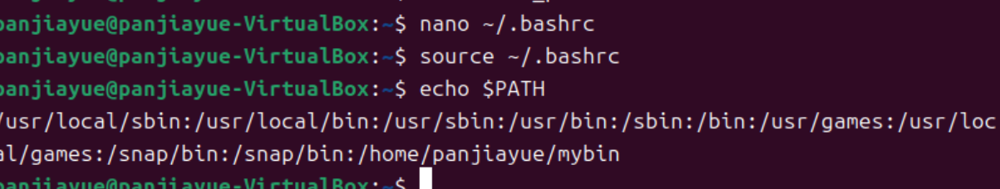 panjiayue@panjiayue-VirtualBox:~$ nano ~/.bashrc
panjiayue@panjiayue-VirtualBox:~$ source ~/.bashrc
panjiayue@panjiayue-VirtualBox:~$ echo $PATH
/usr/local/sbin:/usr/local/bin:/usr/sbin:/usr/bin:/sbin:/bin:/usr/games:/usr/loc
al/games:/snap/bin:/snap/bin:/home/panjiayue/mybin
panjiayue@panjiayue-VirtualBox:~$